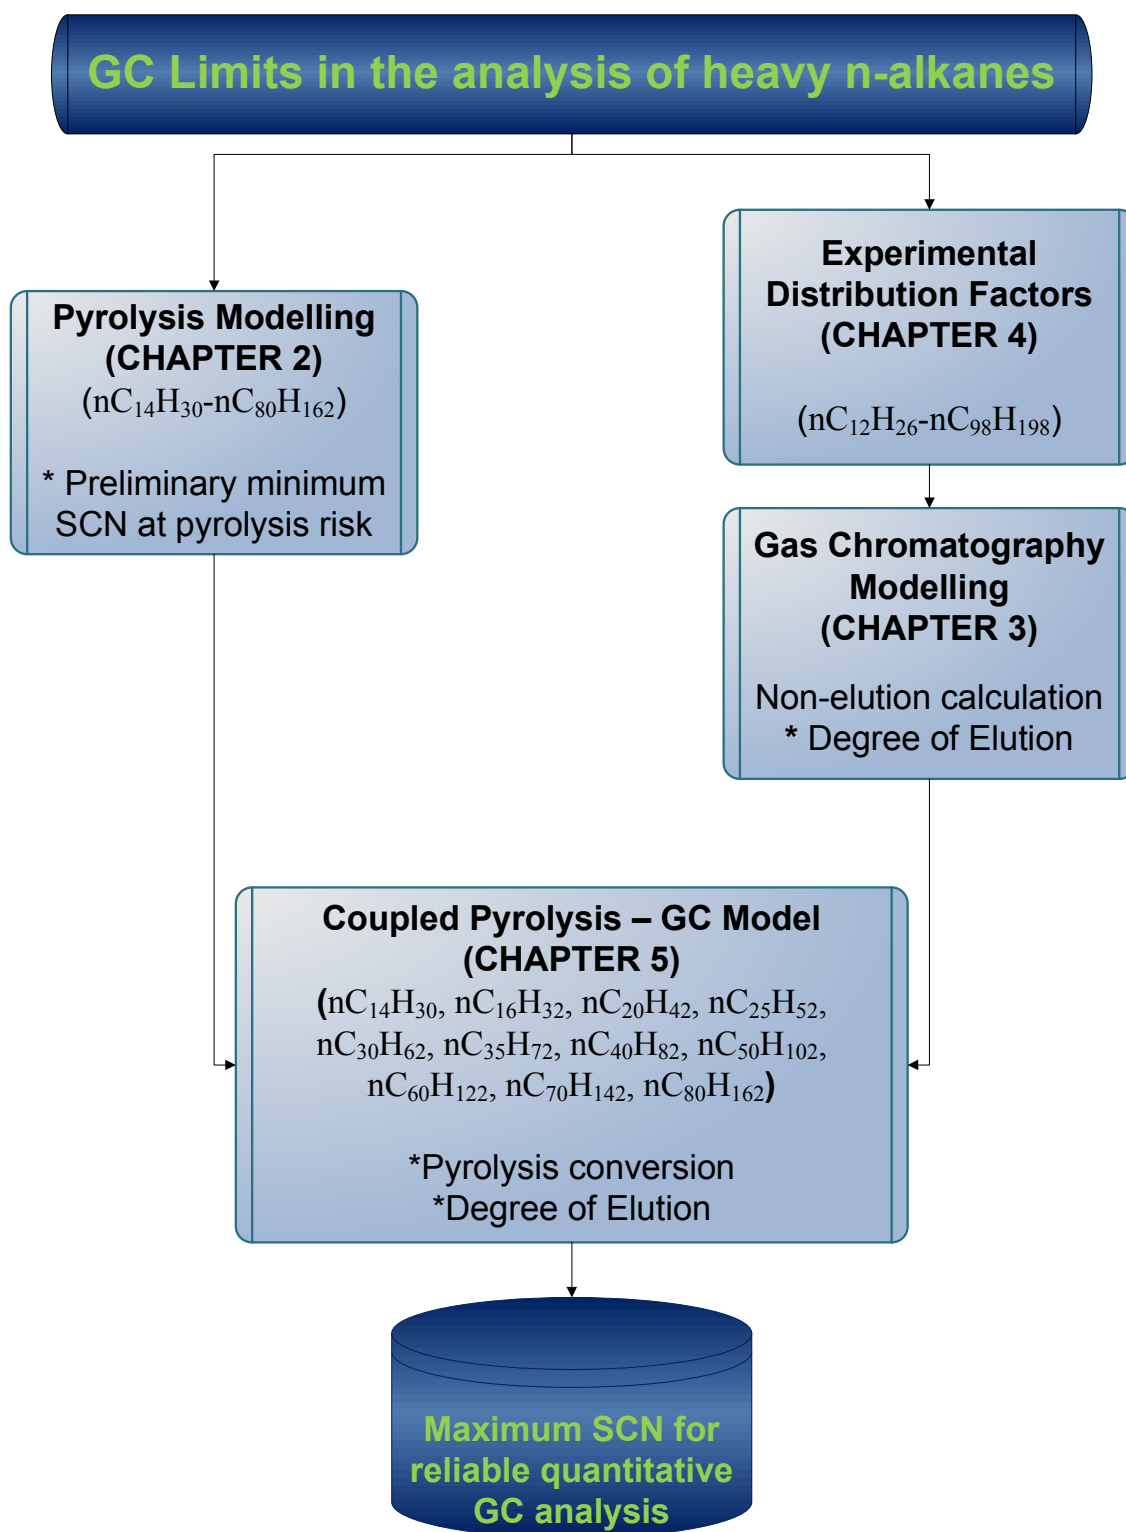 GC Limits in the analysis of heavy n-alkanes
Pyrolysis Modelling
(CHAPTER 2)
(nC₁₄H₃₀-nC₈₀H₁₆₂)
* Preliminary minimum
SCN at pyrolysis risk
Experimental
Distribution Factors
(CHAPTER 4)
(nC₁₂H₂₆-nC₉₈H₁₉₈)
Gas Chromatography
Modelling
(CHAPTER 3)
Non-elution calculation
* Degree of Elution
Coupled Pyrolysis – GC Model
(CHAPTER 5)
(nC₁₄H₃₀, nC₁₆H₃₂, nC₂₀H₄₂, nC₂₅H₅₂,
nC₃₀H₆₂, nC₃₅H₇₂, nC₄₀H₈₂, nC₅₀H₁₀₂,
nC₆₀H₁₂₂, nC₇₀H₁₄₂, nC₈₀H₁₆₂)
*Pyrolysis conversion
*Degree of Elution
Maximum SCN for
reliable quantitative
GC analysis